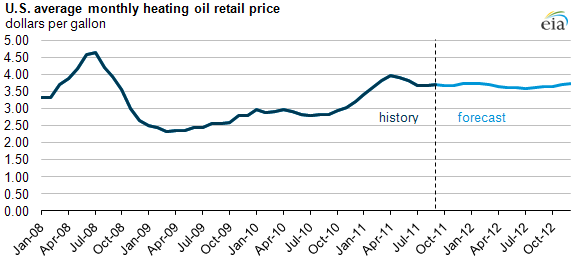 U.S. average monthly heating oil retail price
dollars per gallon
eia
5.00
4.50
4.00
3.50
3.00
2.50
2.00
1.50
1.00
0.50
0.00
history
forecast
Jan-08
Apr-08
Jul-08
Oct-08
Jan-09
Apr-09
Jul-09
Oct-09
Jan-10
Apr-10
Jul-10
Oct-10
Jan-11
Apr-11
Jul-11
Oct-11
Jan-12
Apr-12
Jul-12
Oct-12